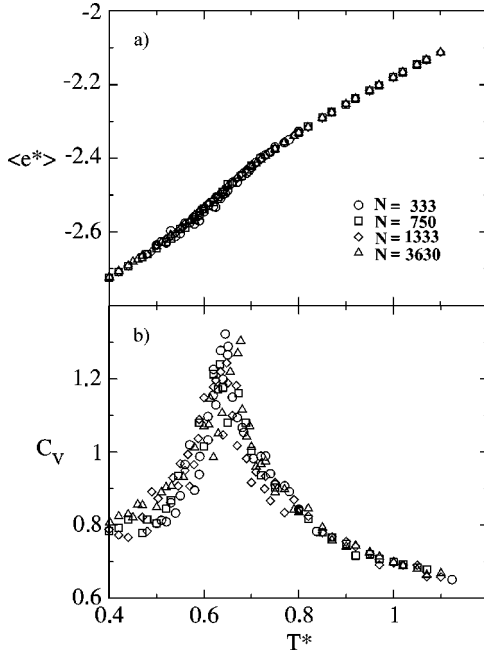 a)
-2
-2.2
<e*>
-2.4
-2.6
N = 333
N = 750
N = 1333
N = 3630
b)
1.2
C_V
1
0.8
0.6
0.4 0.6 0.8 1
T*